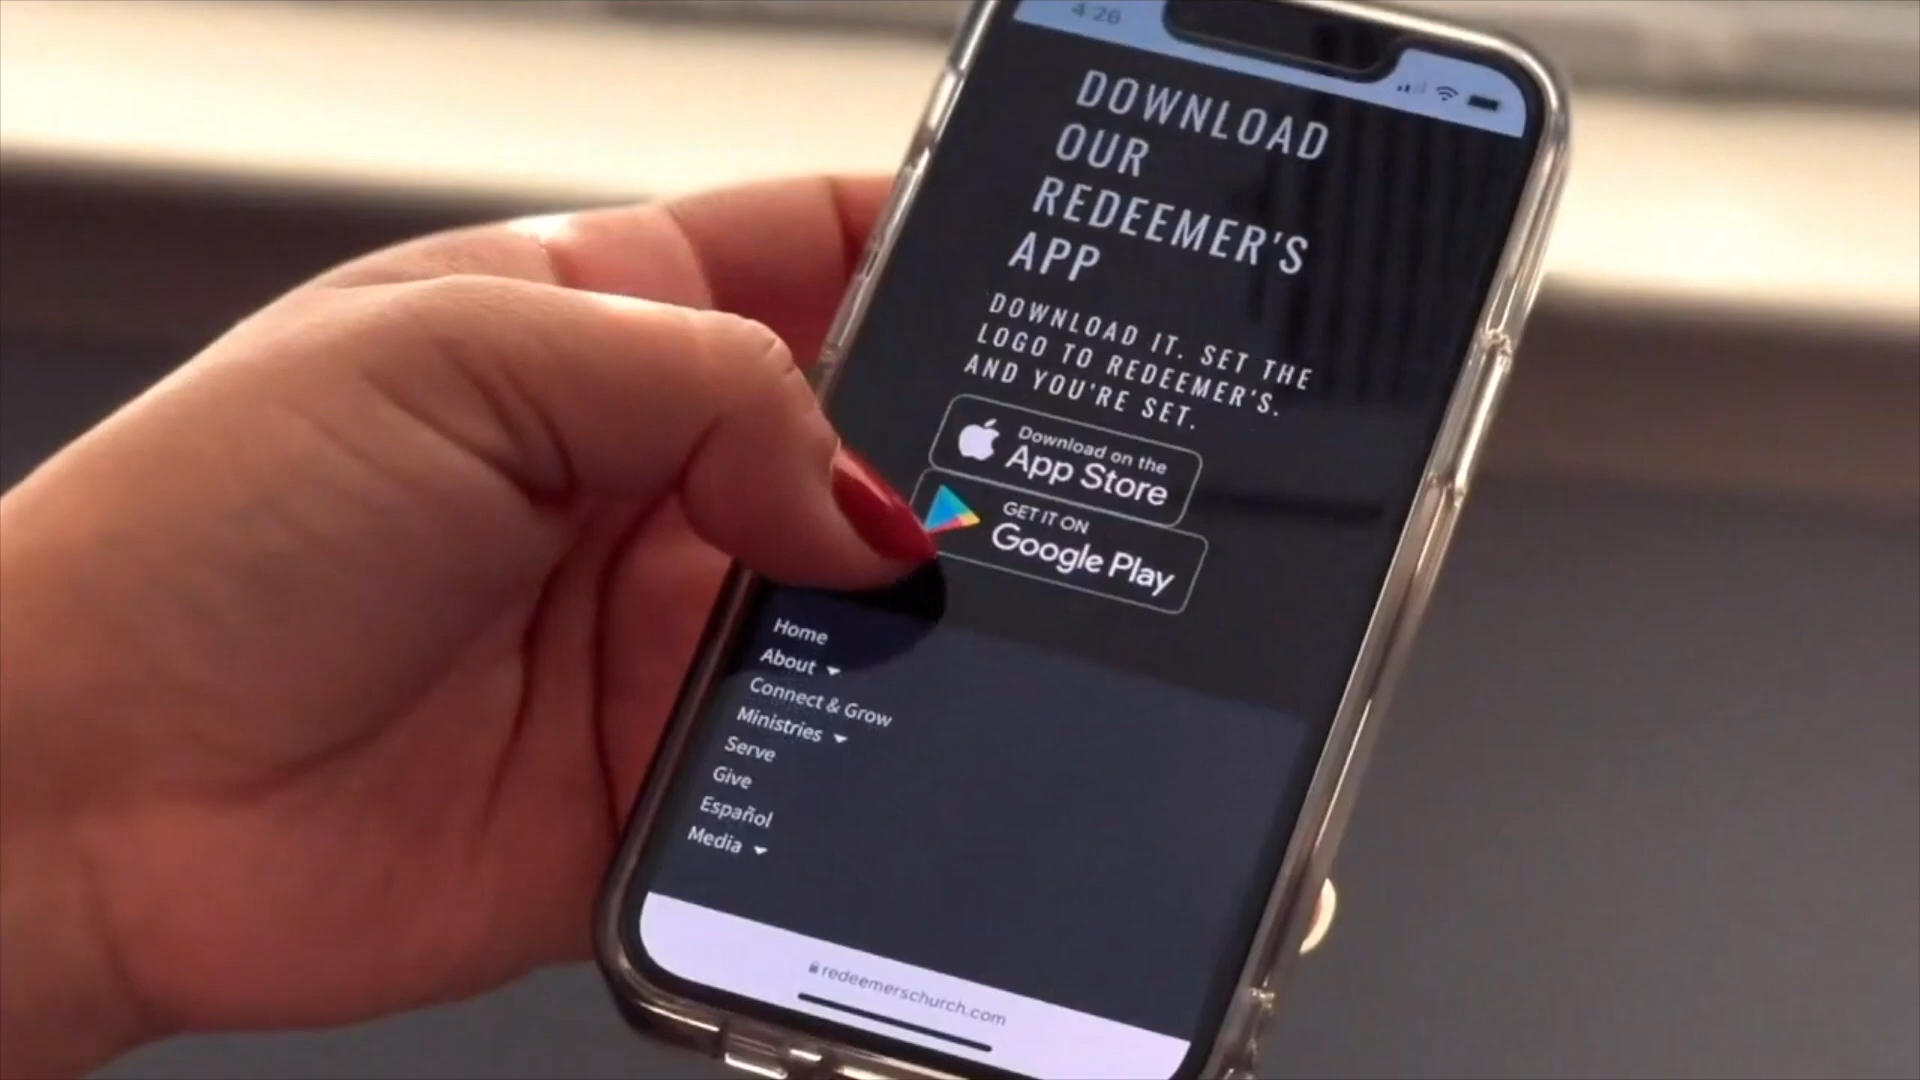 4:26
DOWNLOAD
OUR
REDEEMER'S
APP
DOWNLOAD IT. SET THE
LOGO TO REDEEMER'S.
AND YOU'RE SET.
Download on the
App Store
GET IT ON
Google Play
Home
About
Connect & Grow
Ministries
Serve
Give
Español
Media
redeemerschurch.com